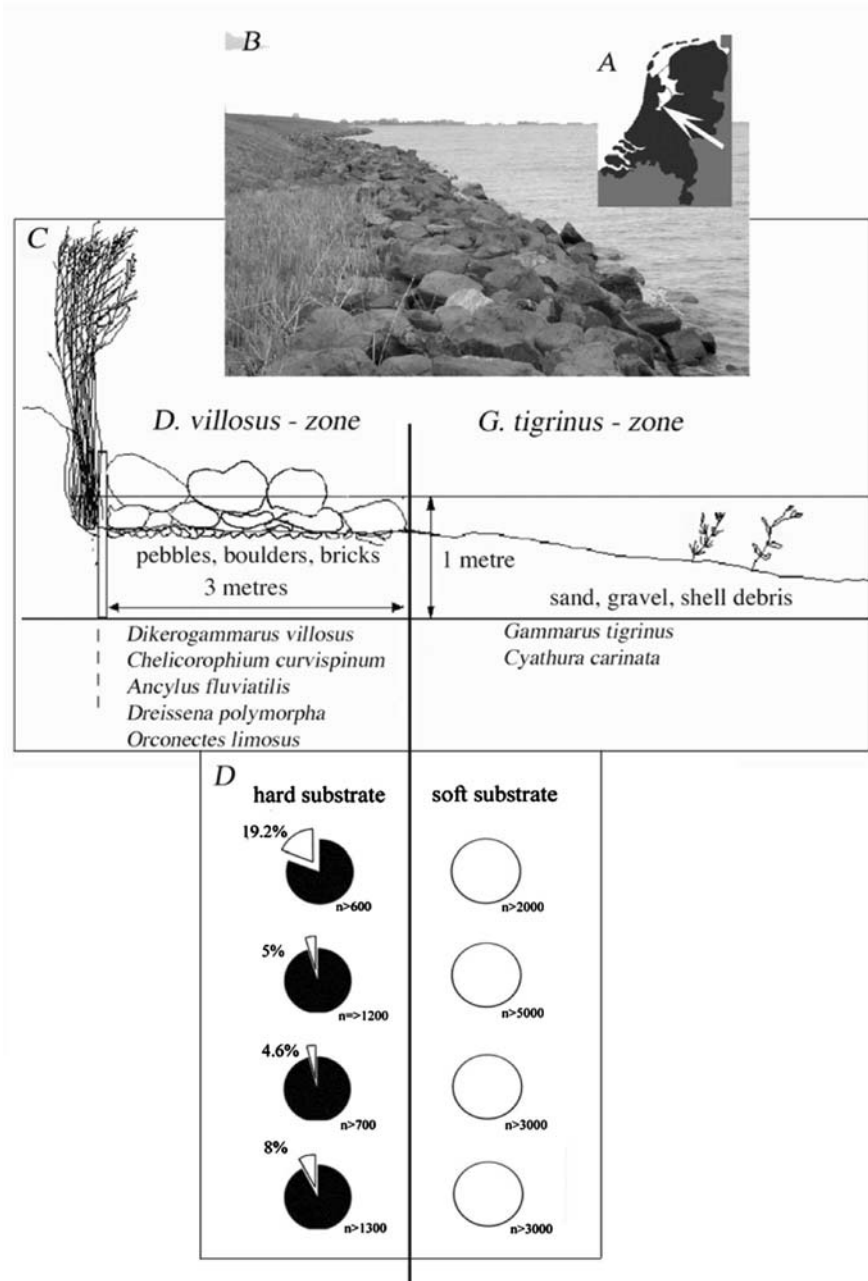 B
A
C
D. villosus - zone
G. tigrinus - zone
pebbles, boulders, bricks
3 metres
1 metre
sand, gravel, shell debris
Dikerogammarus villosus
Chelicorophium curvispinum
Ancylus fluviatilis
Dreissena polymorpha
Orconectes limosus
Gammarus tigrinus
Cyathura carinata
D
hard substrate
soft substrate
19.2%
n>600
n>2000
5%
n=>1200
n>5000
4.6%
n>700
n>3000
8%
n>1300
n>3000